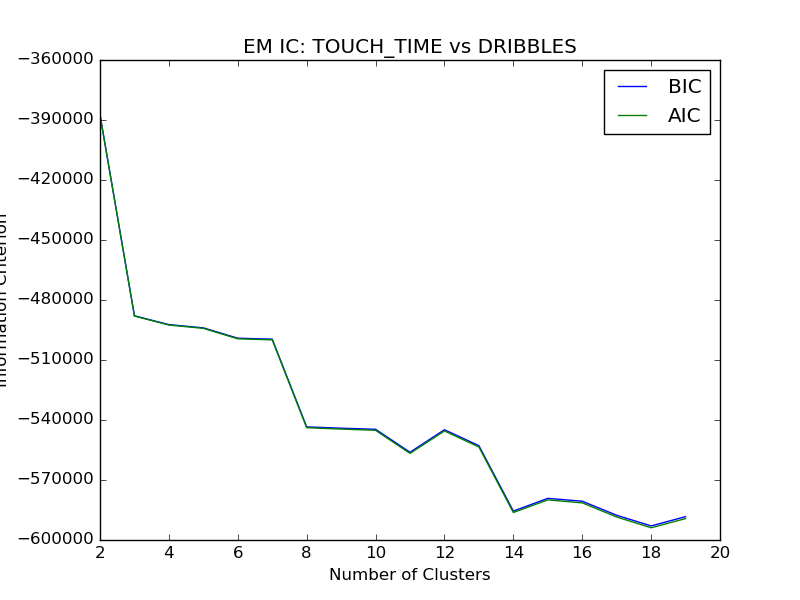 EM IC: TOUCH_TIME vs DRIBBLES
BIC
AIC
−360000
−390000
−420000
−450000
−480000
−510000
−540000
−570000
−600000
Information Criterion
2 4 6 8 10 12 14 16 18 20
Number of Clusters